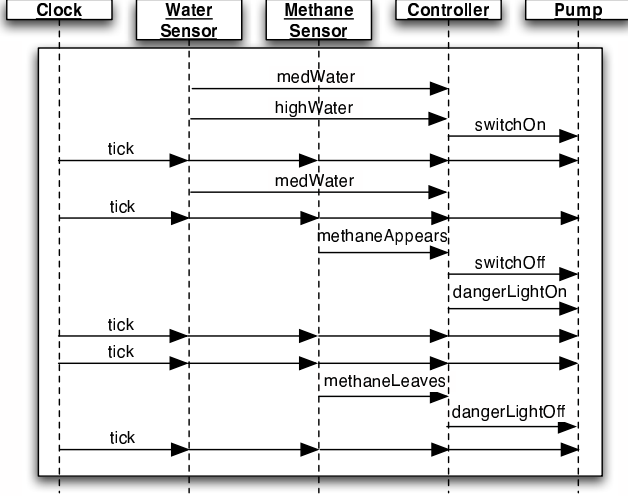 Clock
Water
Sensor
Methane
Sensor
Controller
Pump
medWater
highWater
switchOn
tick
medWater
tick
methaneAppears
switchOff
dangerLightOn
tick
tick
methaneLeaves
dangerLightOff
tick